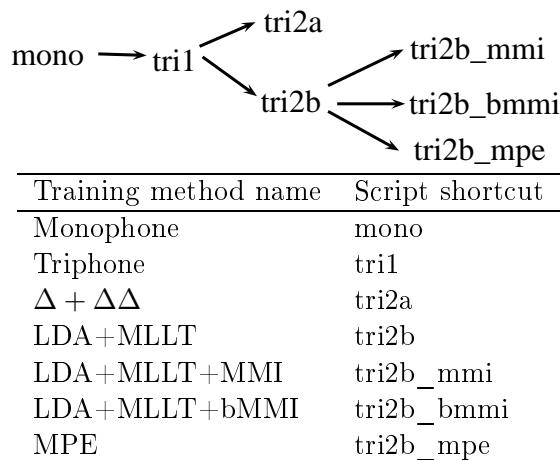 tri2a
mono tri1 tri2b_mmi
tri2b tri2b_bmmi
tri2b_mpe
Training method name Script shortcut
Monophone mono
Triphone tri1
Δ + ΔΔ tri2a
LDA+MLLT tri2b
LDA+MLLT+MMI tri2b_mmi
LDA+MLLT+bMMI tri2b_bmmi
MPE tri2b_mpe